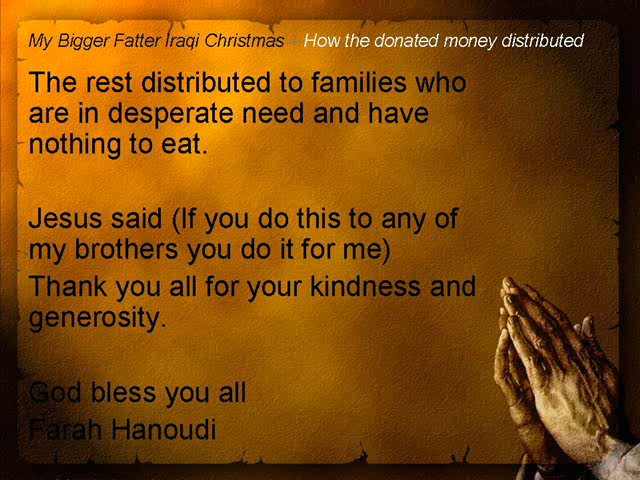 My Bigger Fatter Iraqi Christmas – How the donated money distributed
The rest distributed to families who
are in desperate need and have
nothing to eat.
Jesus said (If you do this to any of
my brothers you do it for me)
Thank you all for your kindness and
generosity.
God bless you all
Farah Hanoudi